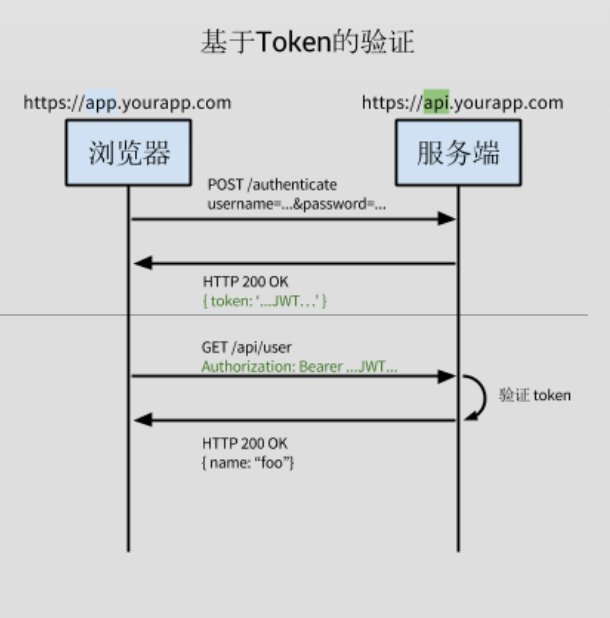 基于Token的验证
https://app.yourapp.com
https://api.yourapp.com
浏览器
服务端
POST /authenticate
username=...&password=...
HTTP 200 OK
{ token: ‘...JWT...’ }
GET /api/user
Authorization: Bearer ...JWT...
验证 token
HTTP 200 OK
{ name: “foo”}